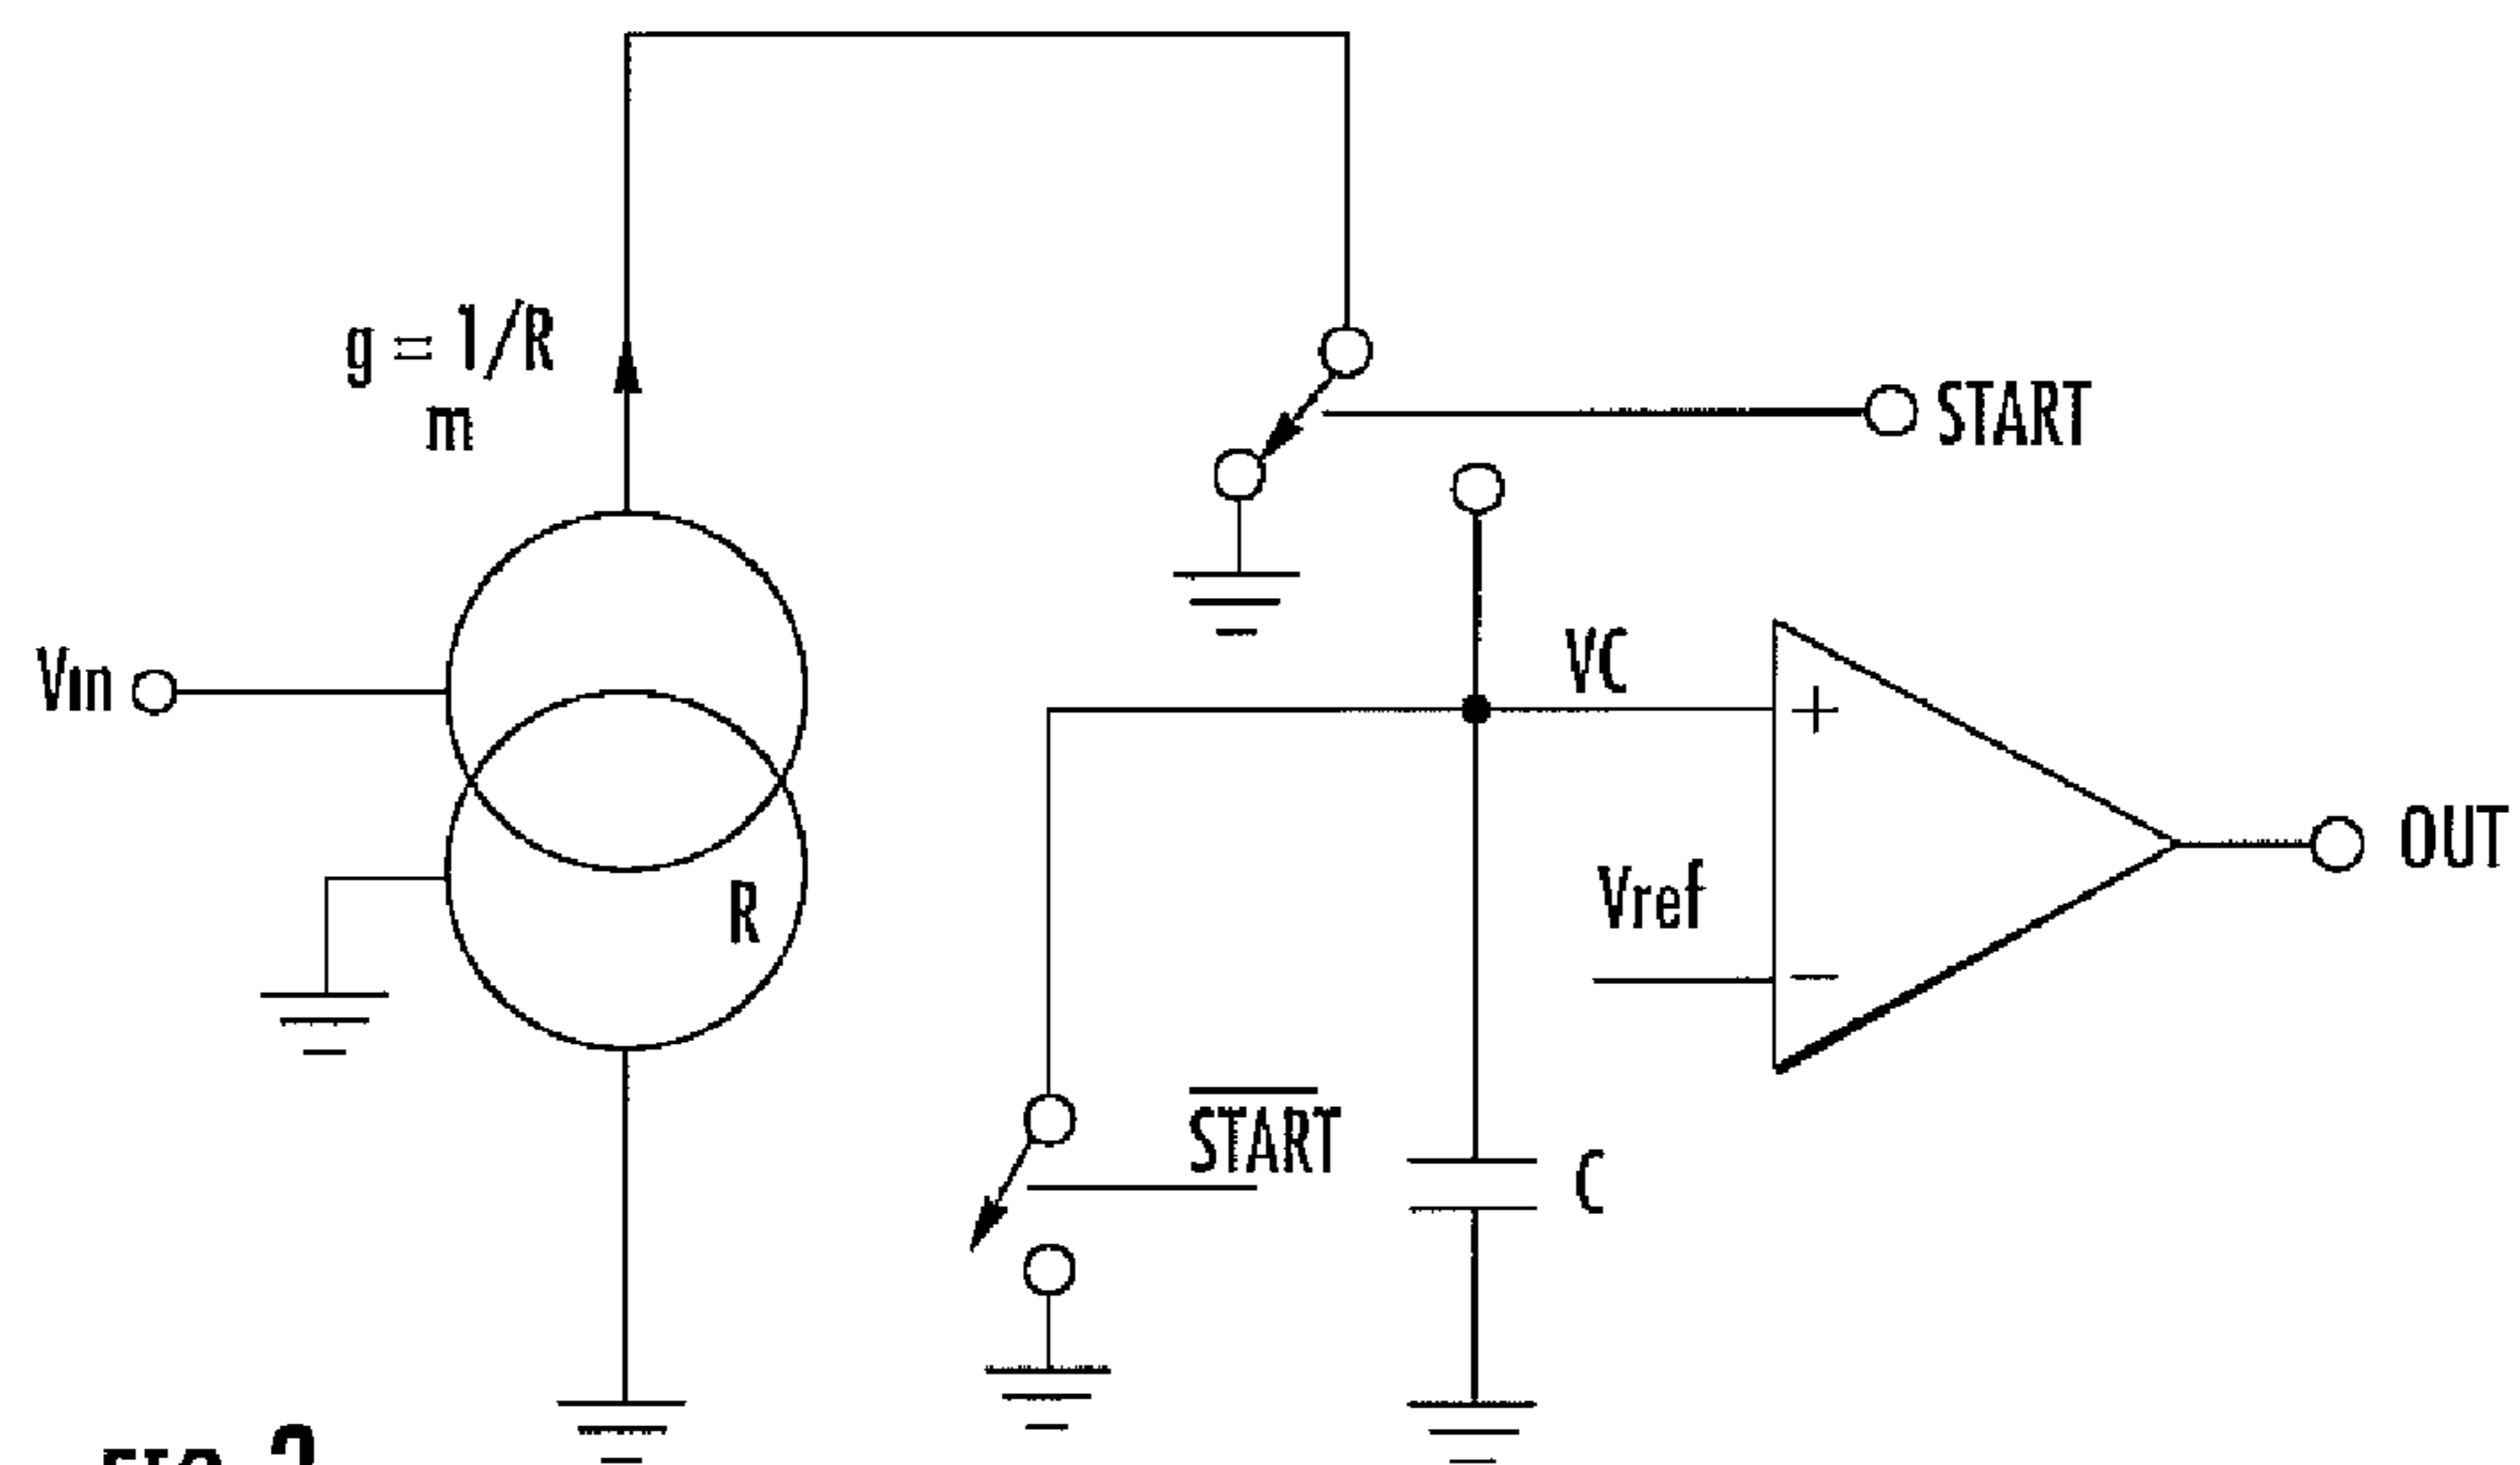 g = 1/R
m
START
Vin
VC
+
OUT
Vref
R
−
START
C